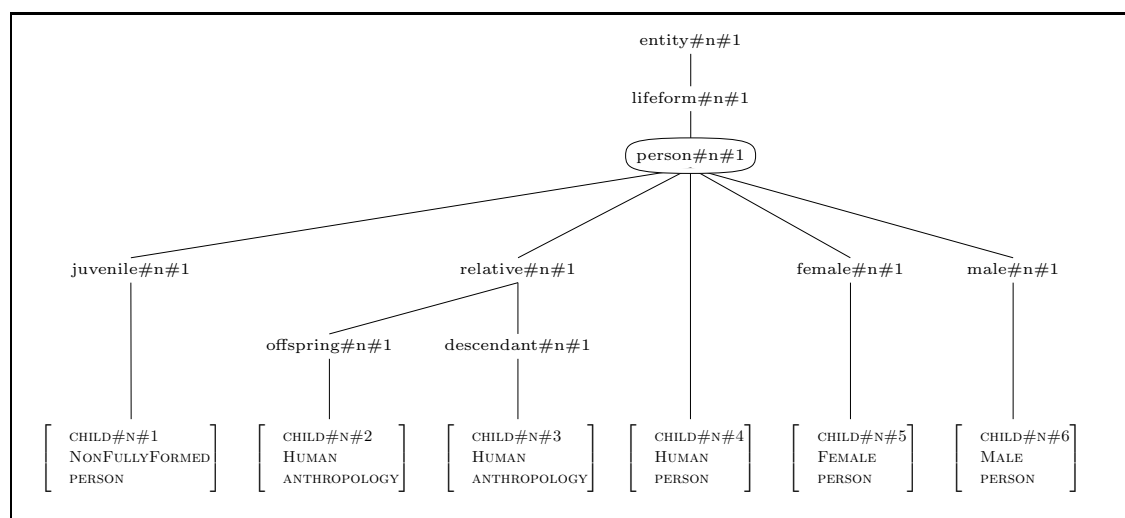 entity#n#1
lifeform#n#1
person#n#1
juvenile#n#1 relative#n#1 female#n#1 male#n#1
offspring#n#1 descendant#n#1
CHILD#N#1 CHILD#N#2 CHILD#N#3 CHILD#N#4 CHILD#N#5 CHILD#N#6
NONFULLYFORMED HUMAN HUMAN HUMAN FEMALE MALE
PERSON ANTHROPOLOGY ANTHROPOLOGY PERSON PERSON PERSON